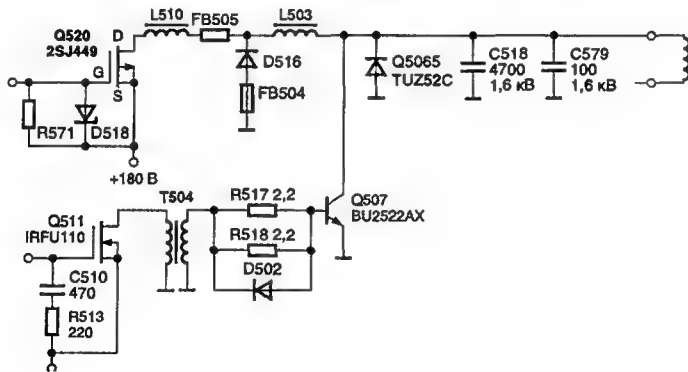 L510
FB505
L503
Q520
2SJ449
D
G
S
D516
FB504
Q5065
TUZ52C
C518
4700
1,6 кВ
C579
100
1,6 кВ
R571
D518
+180 В
T504
R517 2,2
Q507
BU2522AX
R518 2,2
D502
Q511
IRFU110
C510
470
R513
220